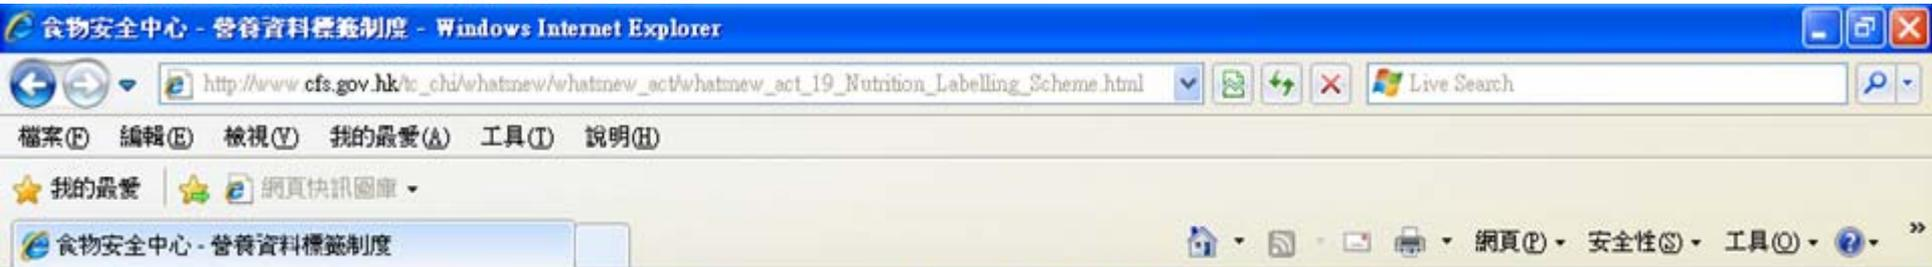 食物安全中心 - 營養資料標籤制度 - Windows Internet Explorer
http://www.cfs.gov.hk/tc_chi/whatsnew/whatsnew_act/whatsnew_act_19_Nutrition_Labelling_Scheme.html Live Search
檔案(F) 編輯(E) 檢視(V) 我的最愛(A) 工具(T) 說明(H)
我的最愛 網頁快訊圖庫
食物安全中心 - 營養資料標籤制度 網頁(P) 安全性(S) 工具(O) »